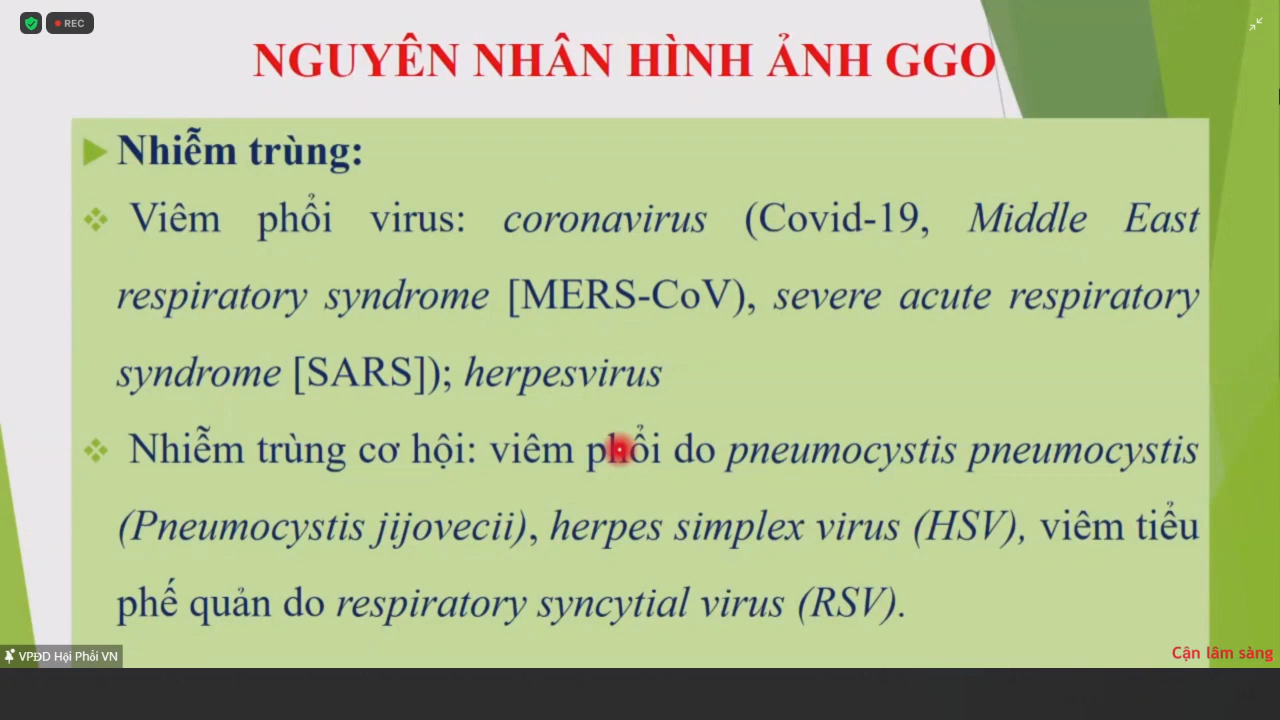 REC
NGUYÊN NHÂN HÌNH ẢNH GGO
Nhiễm trùng:
Viêm phổi virus: coronavirus (Covid-19, Middle East
respiratory syndrome [MERS-CoV), severe acute respiratory
syndrome [SARS]); herpesvirus
Nhiễm trùng cơ hội: viêm phổi do pneumocystis pneumocystis
(Pneumocystis jijovecii), herpes simplex virus (HSV), viêm tiểu
phế quản do respiratory syncytial virus (RSV).
VPĐD Hội Phổi VN
Cận lâm sàng